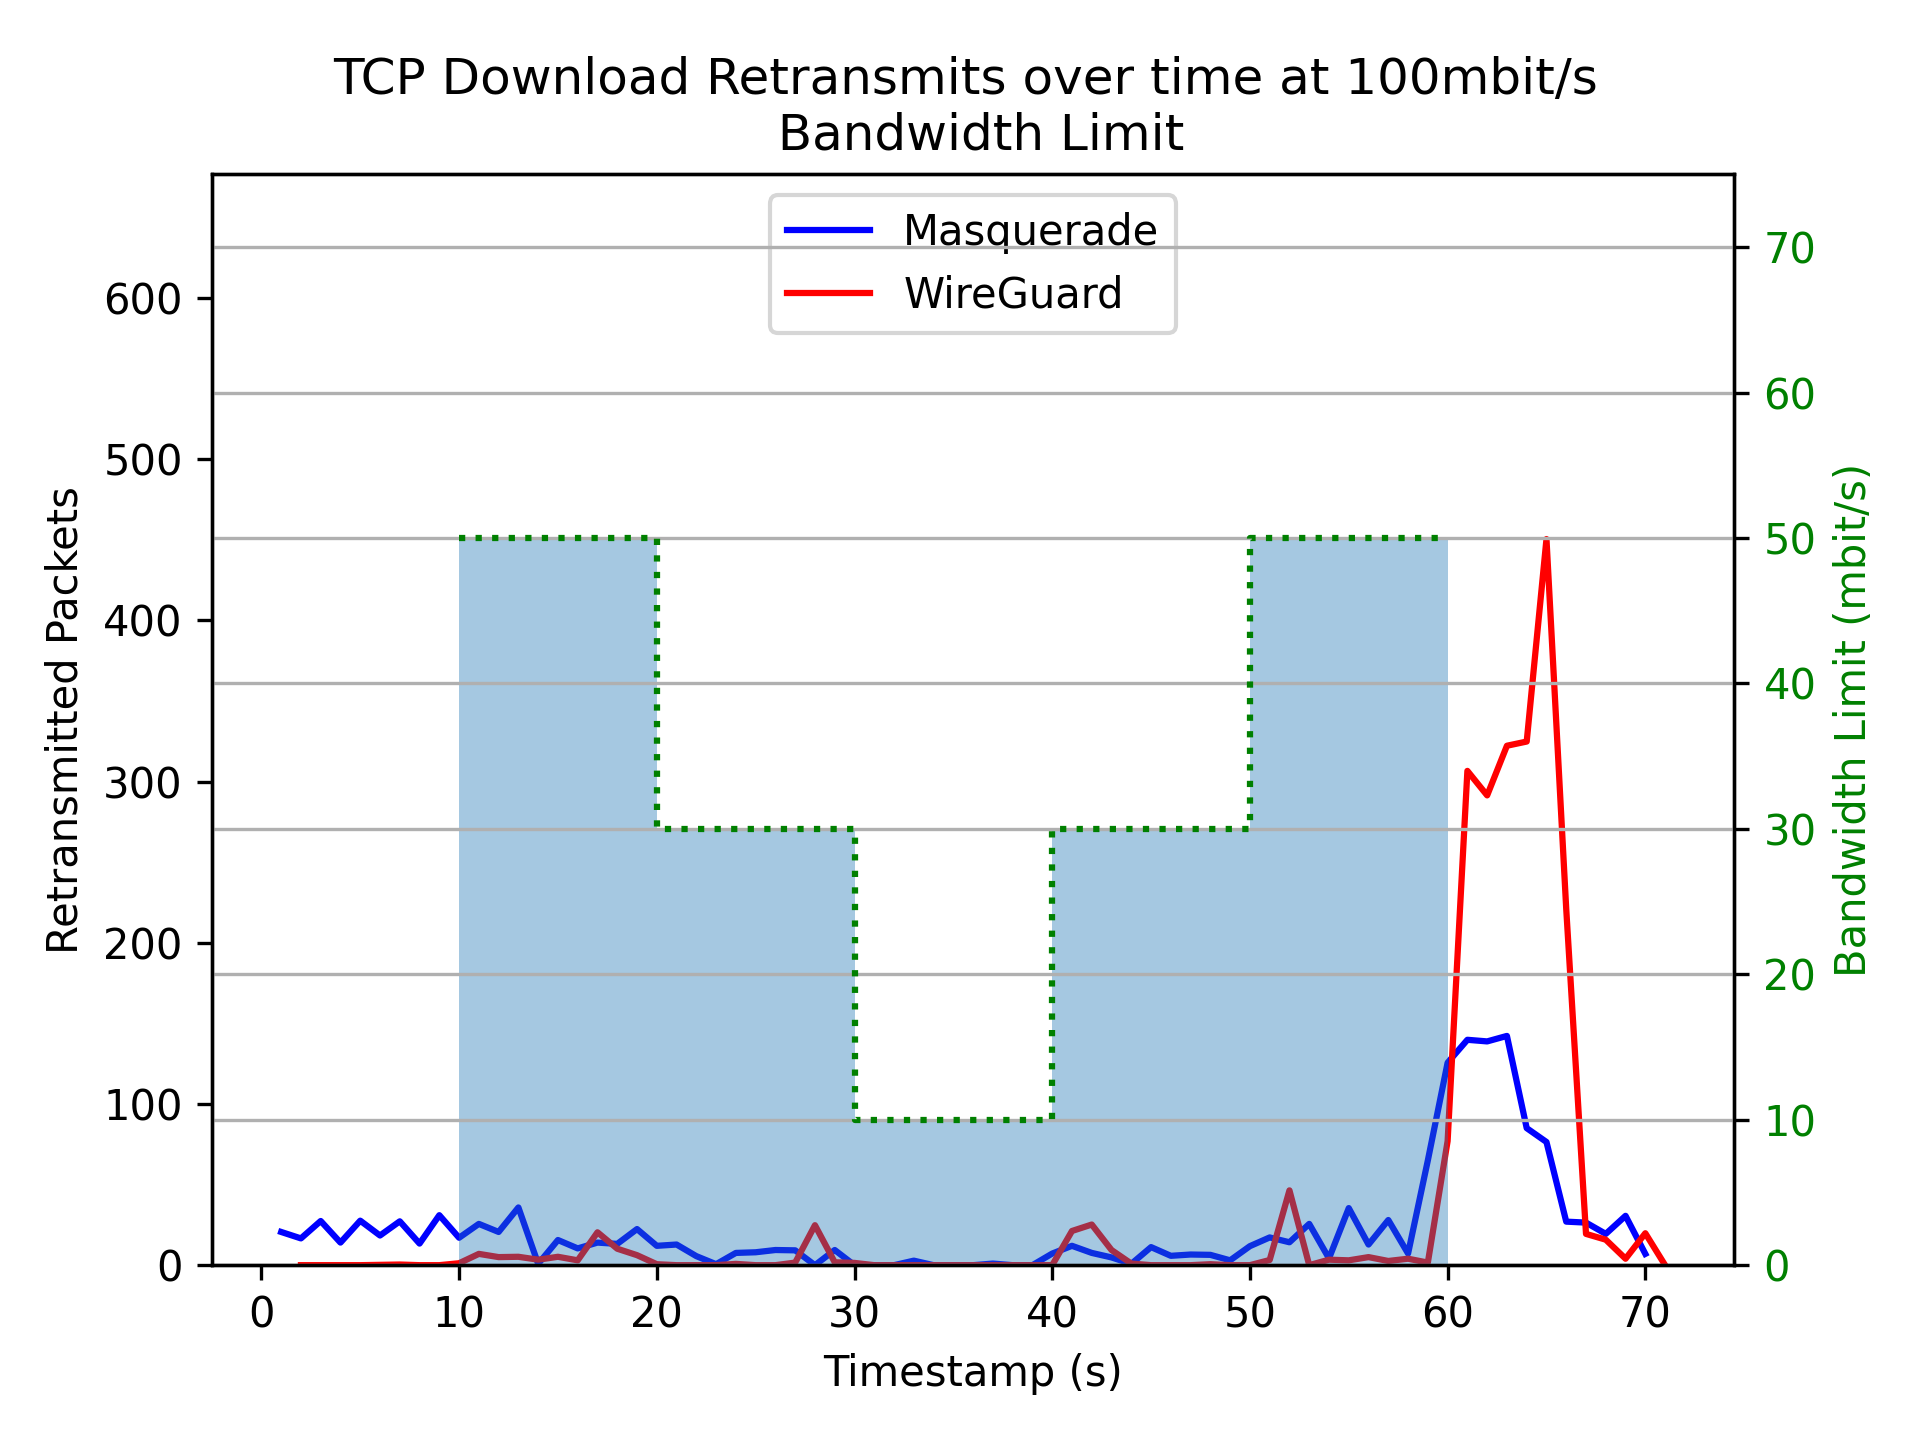 TCP Download Retransmits over time at 100mbit/s
Bandwidth Limit
Masquerade
WireGuard
Retransmitted Packets
600
500
400
300
200
100
0
70
60
50
40
30
20
10
0
Bandwidth Limit (mbit/s)
0 10 20 30 40 50 60 70
Timestamp (s)